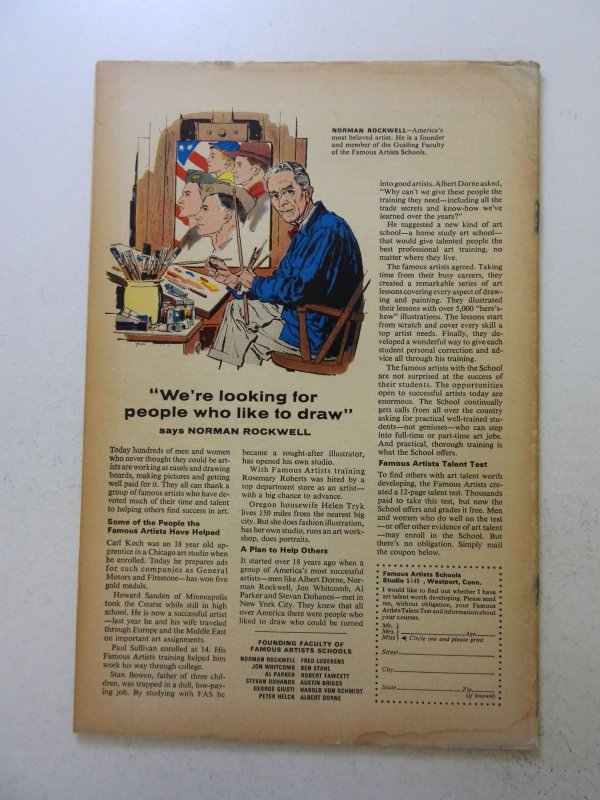 NORMAN ROCKWELL—America's
most beloved artist. He is a founder
and member of the Guiding Faculty
of the Famous Artists Schools.
"We're looking for
people who like to draw"
says NORMAN ROCKWELL
Today hundreds of men and women
who never thought they could be art-
ists are working at easels and drawing
boards, making pictures and getting
well paid for it. They all can thank a
group of famous artists who have de-
voted much of their time and talent
to helping others find success in art.
Some of the People the
Famous Artists Have Helped
Carl Koch was an 18 year old ap-
prentice in a Chicago art studio when
he enrolled. Today he prepares ads
for such companies as General
Motors and Firestone—has won five
gold medals.
Howard Sanden of Minneapolis
took the Course while still in high
school. He is now a successful artist
—last year he and his wife traveled
through Europe and the Middle East
on important art assignments.
Paul Sullivan enrolled at 14. His
Famous Artists training helped him
work his way through college.
Stan Bowen, father of three chil-
dren, was trapped in a dull, low-pay-
ing job. By studying with FAS he
became a sought-after illustrator,
has opened his own studio.
With Famous Artists training
Rosemary Roberts was hired by a
top department store as an artist—
with a big chance to advance.
Oregon housewife Helen Tryk
lives 150 miles from the nearest big
city. But she does fashion illustration,
has her own studio, runs an art work-
shop, does portraits.
A Plan to Help Others
It started over 18 years ago when a
group of America's most successful
artists—men like Albert Dorne, Nor-
man Rockwell, Jon Whitcomb, Al
Parker and Stevan Dohanos—met in
New York City. They knew that all
over America there were people who
liked to draw who could be turned
FOUNDING FACULTY OF
FAMOUS ARTISTS SCHOOLS
NORMAN ROCKWELL FRED LUDEKENS
JON WHITCOMB BEN STAHL
AL PARKER ROBERT FAWCETT
STEVAN DOHANOS AUSTIN BRIGGS
GEORGE GIUSTI HAROLD VON SCHMIDT
PETER HELCK ALBERT DORNE
into good artists. Albert Dorne asked,
"Why can't we give these people the
training they need—including all the
trade secrets and know-how we've
learned over the years?"
He suggested a new kind of art
school—a home study art school—
that would give talented people the
best professional art training, no
matter where they live.
The famous artists agreed. Taking
time from their busy careers, they
created a remarkable series of art
lessons covering every aspect of draw-
ing and painting. They illustrated
their lessons with over 5,000 "here's-
how" illustrations. The lessons start
from scratch and cover every skill a
top artist needs. Finally, they de-
veloped a wonderful way to give each
student personal correction and ad-
vice all through his training.
The famous artists with the School
are not surprised at the success of
their students. The opportunities
open to successful artists today are
enormous. The School continually
gets calls from all over the country
asking for practical well-trained stu-
dents—not geniuses—who can step
into full-time or part-time art jobs.
And practical, thorough training is
what the School offers.
Famous Artists Talent Test
To find others with art talent worth
developing, the Famous Artists cre-
ated a 12-page talent test. Thousands
paid to take this test, but now the
School offers and grades it free. Men
and women who do well on the test
—or offer other evidence of art talent
—may enroll in the School. But
there's no obligation. Simply mail
the coupon below.
Famous Artists Schools
Studio 5140, Westport, Conn.
I would like to find out whether I have
art talent worth developing. Please send
me, without obligation, your Famous
Artists Talent Test and information about
your courses.
Mr.
Mrs. Age
Miss Circle one and please print
Street
City
State Zip
(if known)